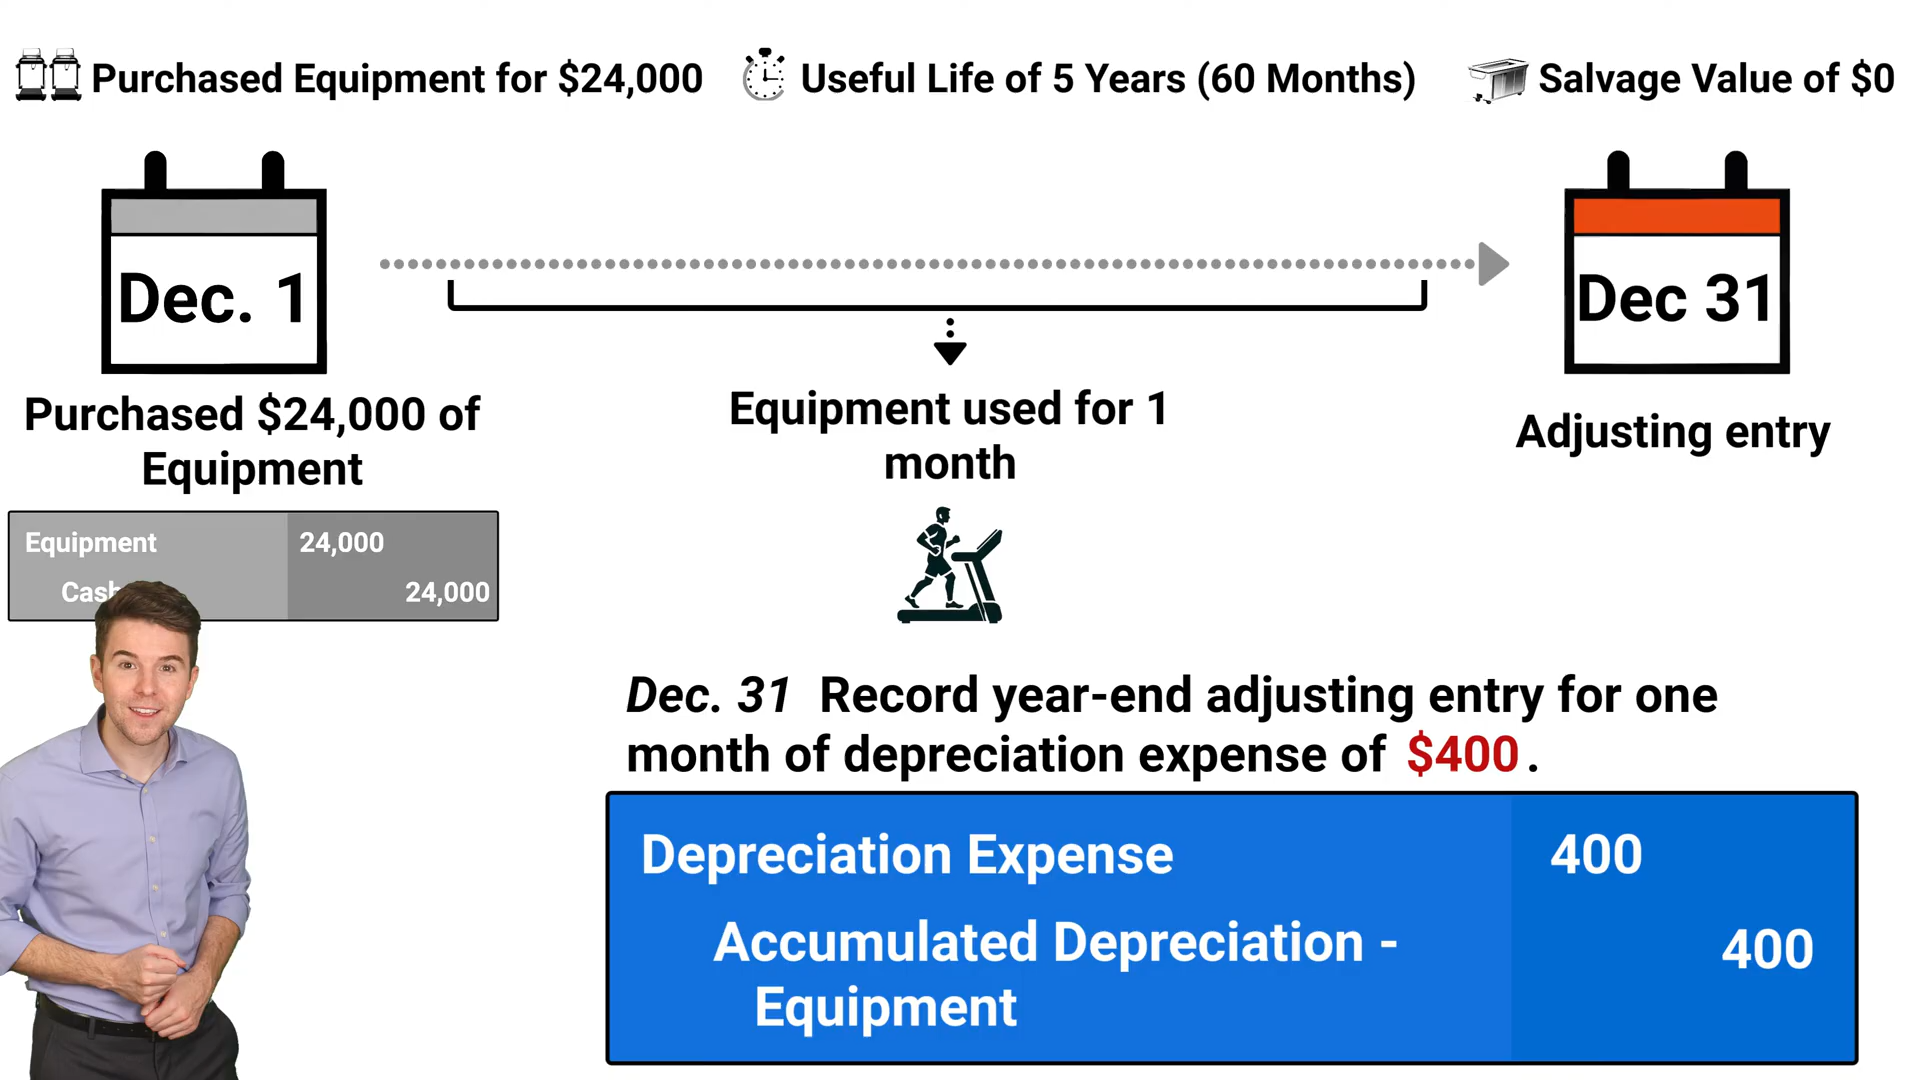 Purchased Equipment for $24,000
Useful Life of 5 Years (60 Months)
Salvage Value of $0
Dec. 1
Dec 31
Purchased $24,000 of
Equipment
Equipment used for 1
month
Adjusting entry
Equipment 24,000
Cash 24,000
Dec. 31 Record year-end adjusting entry for one
month of depreciation expense of $400.
Depreciation Expense 400
Accumulated Depreciation - 400
Equipment